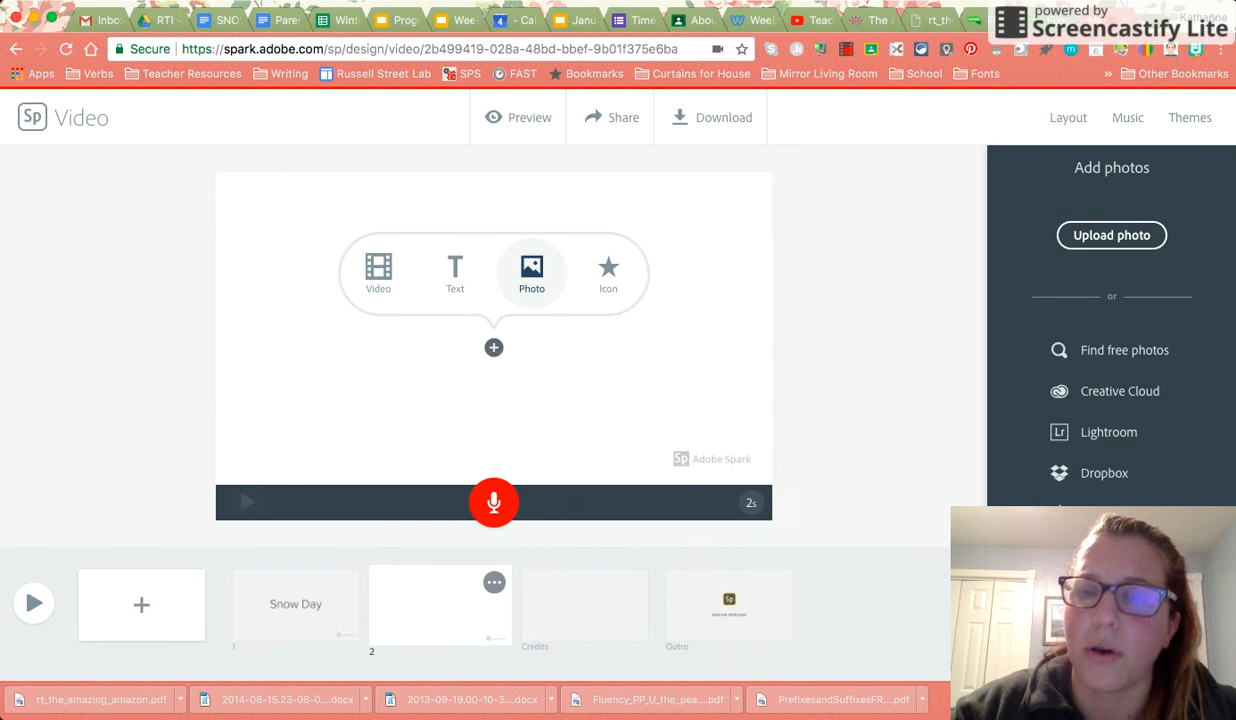 Inbo
RTI -
SNO
Pare
Wint
Prog
Wee
- Cal
Janu
Time
Abou
Wee
Teac
The A
rt_th
Katharine
powered by
Screencastify Lite
Secure
https://spark.adobe.com/sp/design/video/2b499419-028a-48bd-bbef-9b01f375e6ba
Apps Verbs Teacher Resources Writing Russell Street Lab SPS FAST Bookmarks Curtains for House Mirror Living Room School Fonts » Other Bookmarks
Sp Video
Preview Share Download
Layout Music Themes
Add photos
Upload photo
or
Find free photos
Creative Cloud
Lr Lightroom
Dropbox
Video T Text Photo Icon
+
Sp Adobe Spark
2s
+
Snow Day
Sp
1
2
Credits
Outro
rt_the_amazing_amazon.pdf
2014-08-15.23-08-0....docx
2013-09-19.00-10-3....docx
Fluency_PP_U_the_pea....pdf
PrefixesandSuffixesFR....pdf